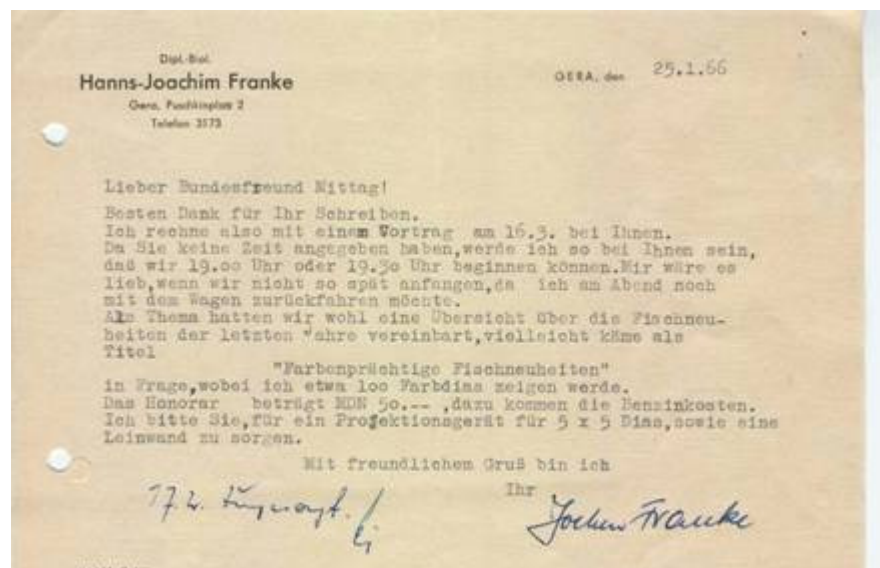 Dipl.-Biol.
Hanns-Joachim Franke
Gera, Puschkinplatz 2
Telefon 3173
GERA, den 25.1.66
Lieber Bundesfreund Mittag!
Besten Dank für Ihr Schreiben.
Ich rechne also mit einem Vortrag am 16.3. bei Ihnen.
Da Sie keine Zeit angegeben haben,werde ich so bei Ihnen sein,
daß wir 19.oo Uhr oder 19.3o Uhr beginnen können.Mir wäre es
lieb,wenn wir nicht so spät anfangen,da ich am Abend noch
mit dem Wagen zurückfahren möchte.
Als Thema hatten wir wohl eine Übersicht über die Fischneu-
heiten der letzten Jahre vereinbart,vielleicht käme als
Titel
"Farbenprächtige Fischneuheiten"
in Frage,wobei ich etwa 1oo Farbdias zeigen werde.
Das Honorar beträgt MDN 5o.-- ,dazu kommen die Benzinkosten.
Ich bitte Sie,für ein Projektionsgerät für 5 x 5 Dias,sowie eine
Leinwand zu sorgen.
Mit freundlichem Gruß bin ich
Ihr
Jochen Franke